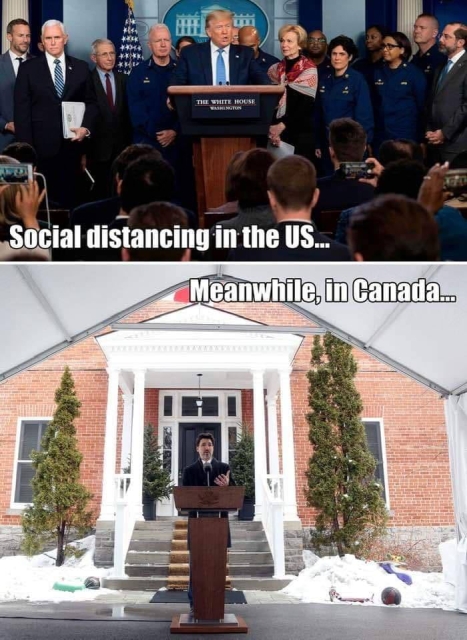 THE WHITE HOUSE
WASHINGTON
Social distancing in the US...
Meanwhile, in Canada...